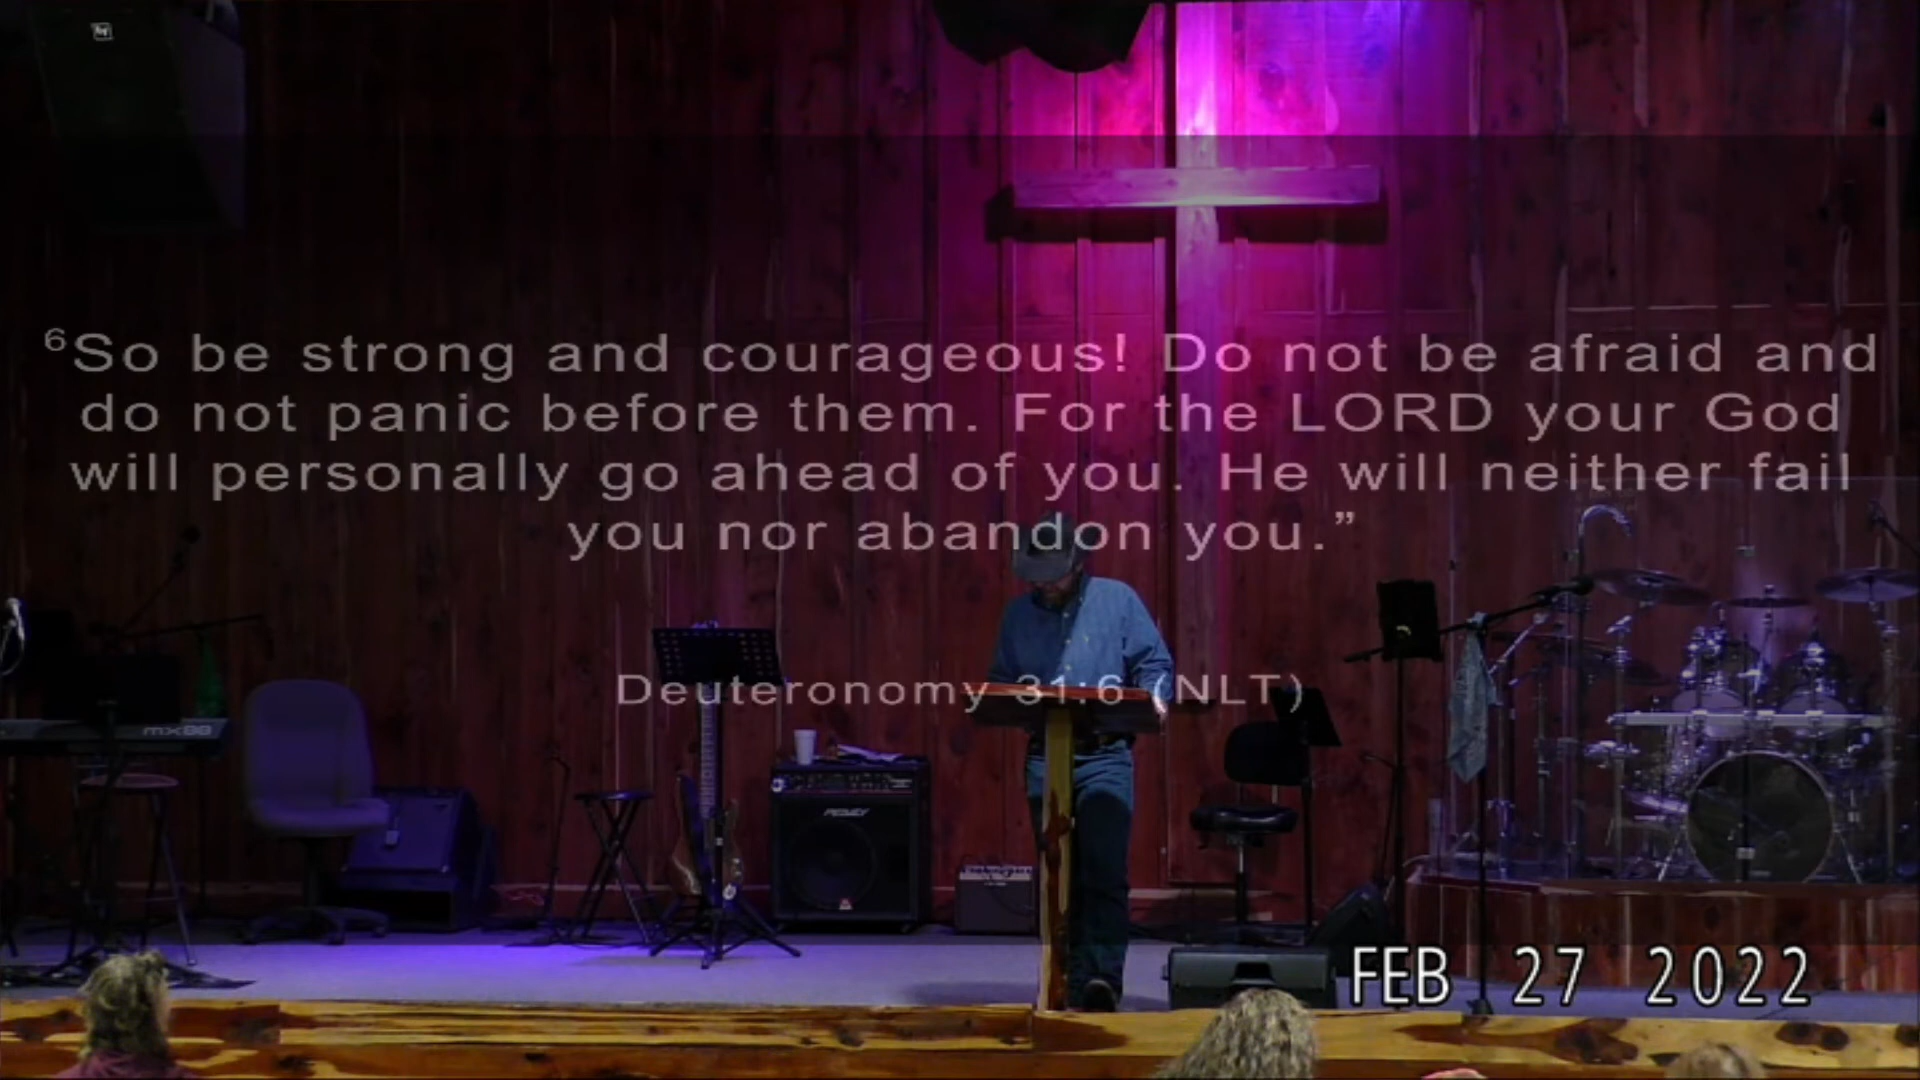 ⁶So be strong and courageous! Do not be afraid and
do not panic before them. For the LORD your God
will personally go ahead of you. He will neither fail
you nor abandon you.”
Deuteronomy 31:6 (NLT)
mx88
PEAVEY
FEB 27 2022